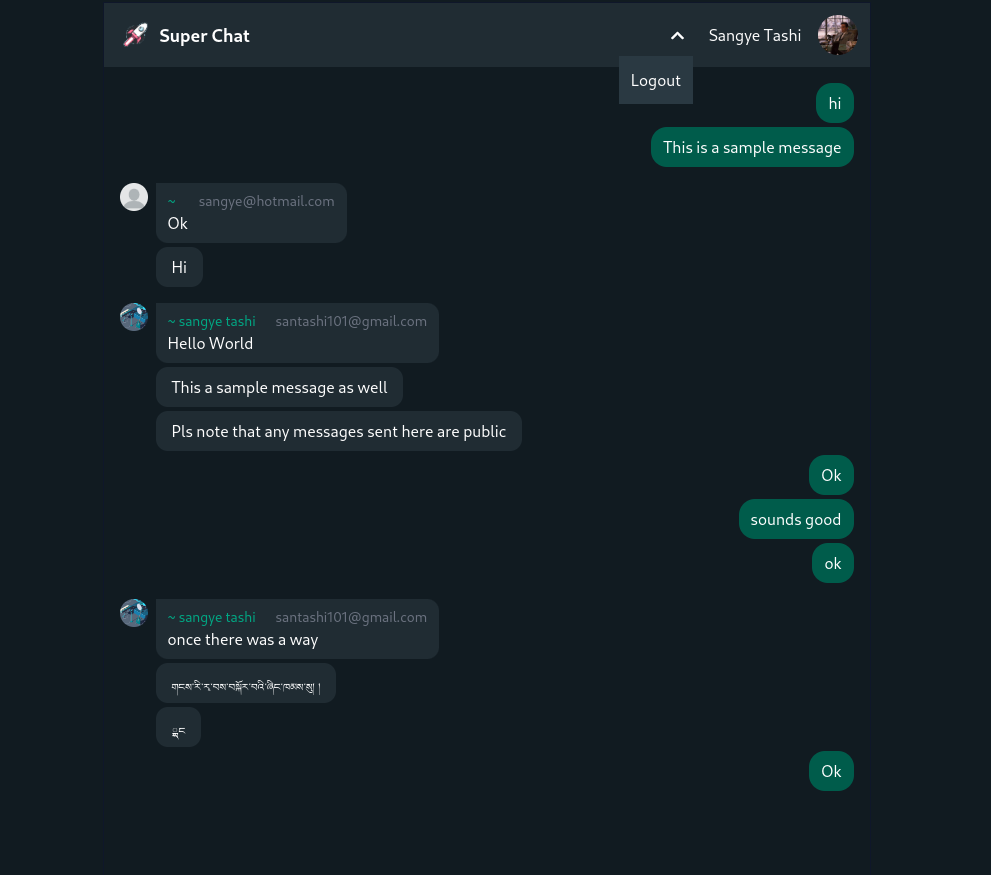 Super Chat
Sangye Tashi
Logout
hi
This is a sample message
~ sangye@hotmail.com
Ok
Hi
~ sangye tashi santashi101@gmail.com
Hello World
This a sample message as well
Pls note that any messages sent here are public
Ok
sounds good
ok
~ sangye tashi santashi101@gmail.com
once there was a way
གངས་རི་ར་བས་བསྐོར་བའི་ཞིང་ཁམས་སུ། །
Ok